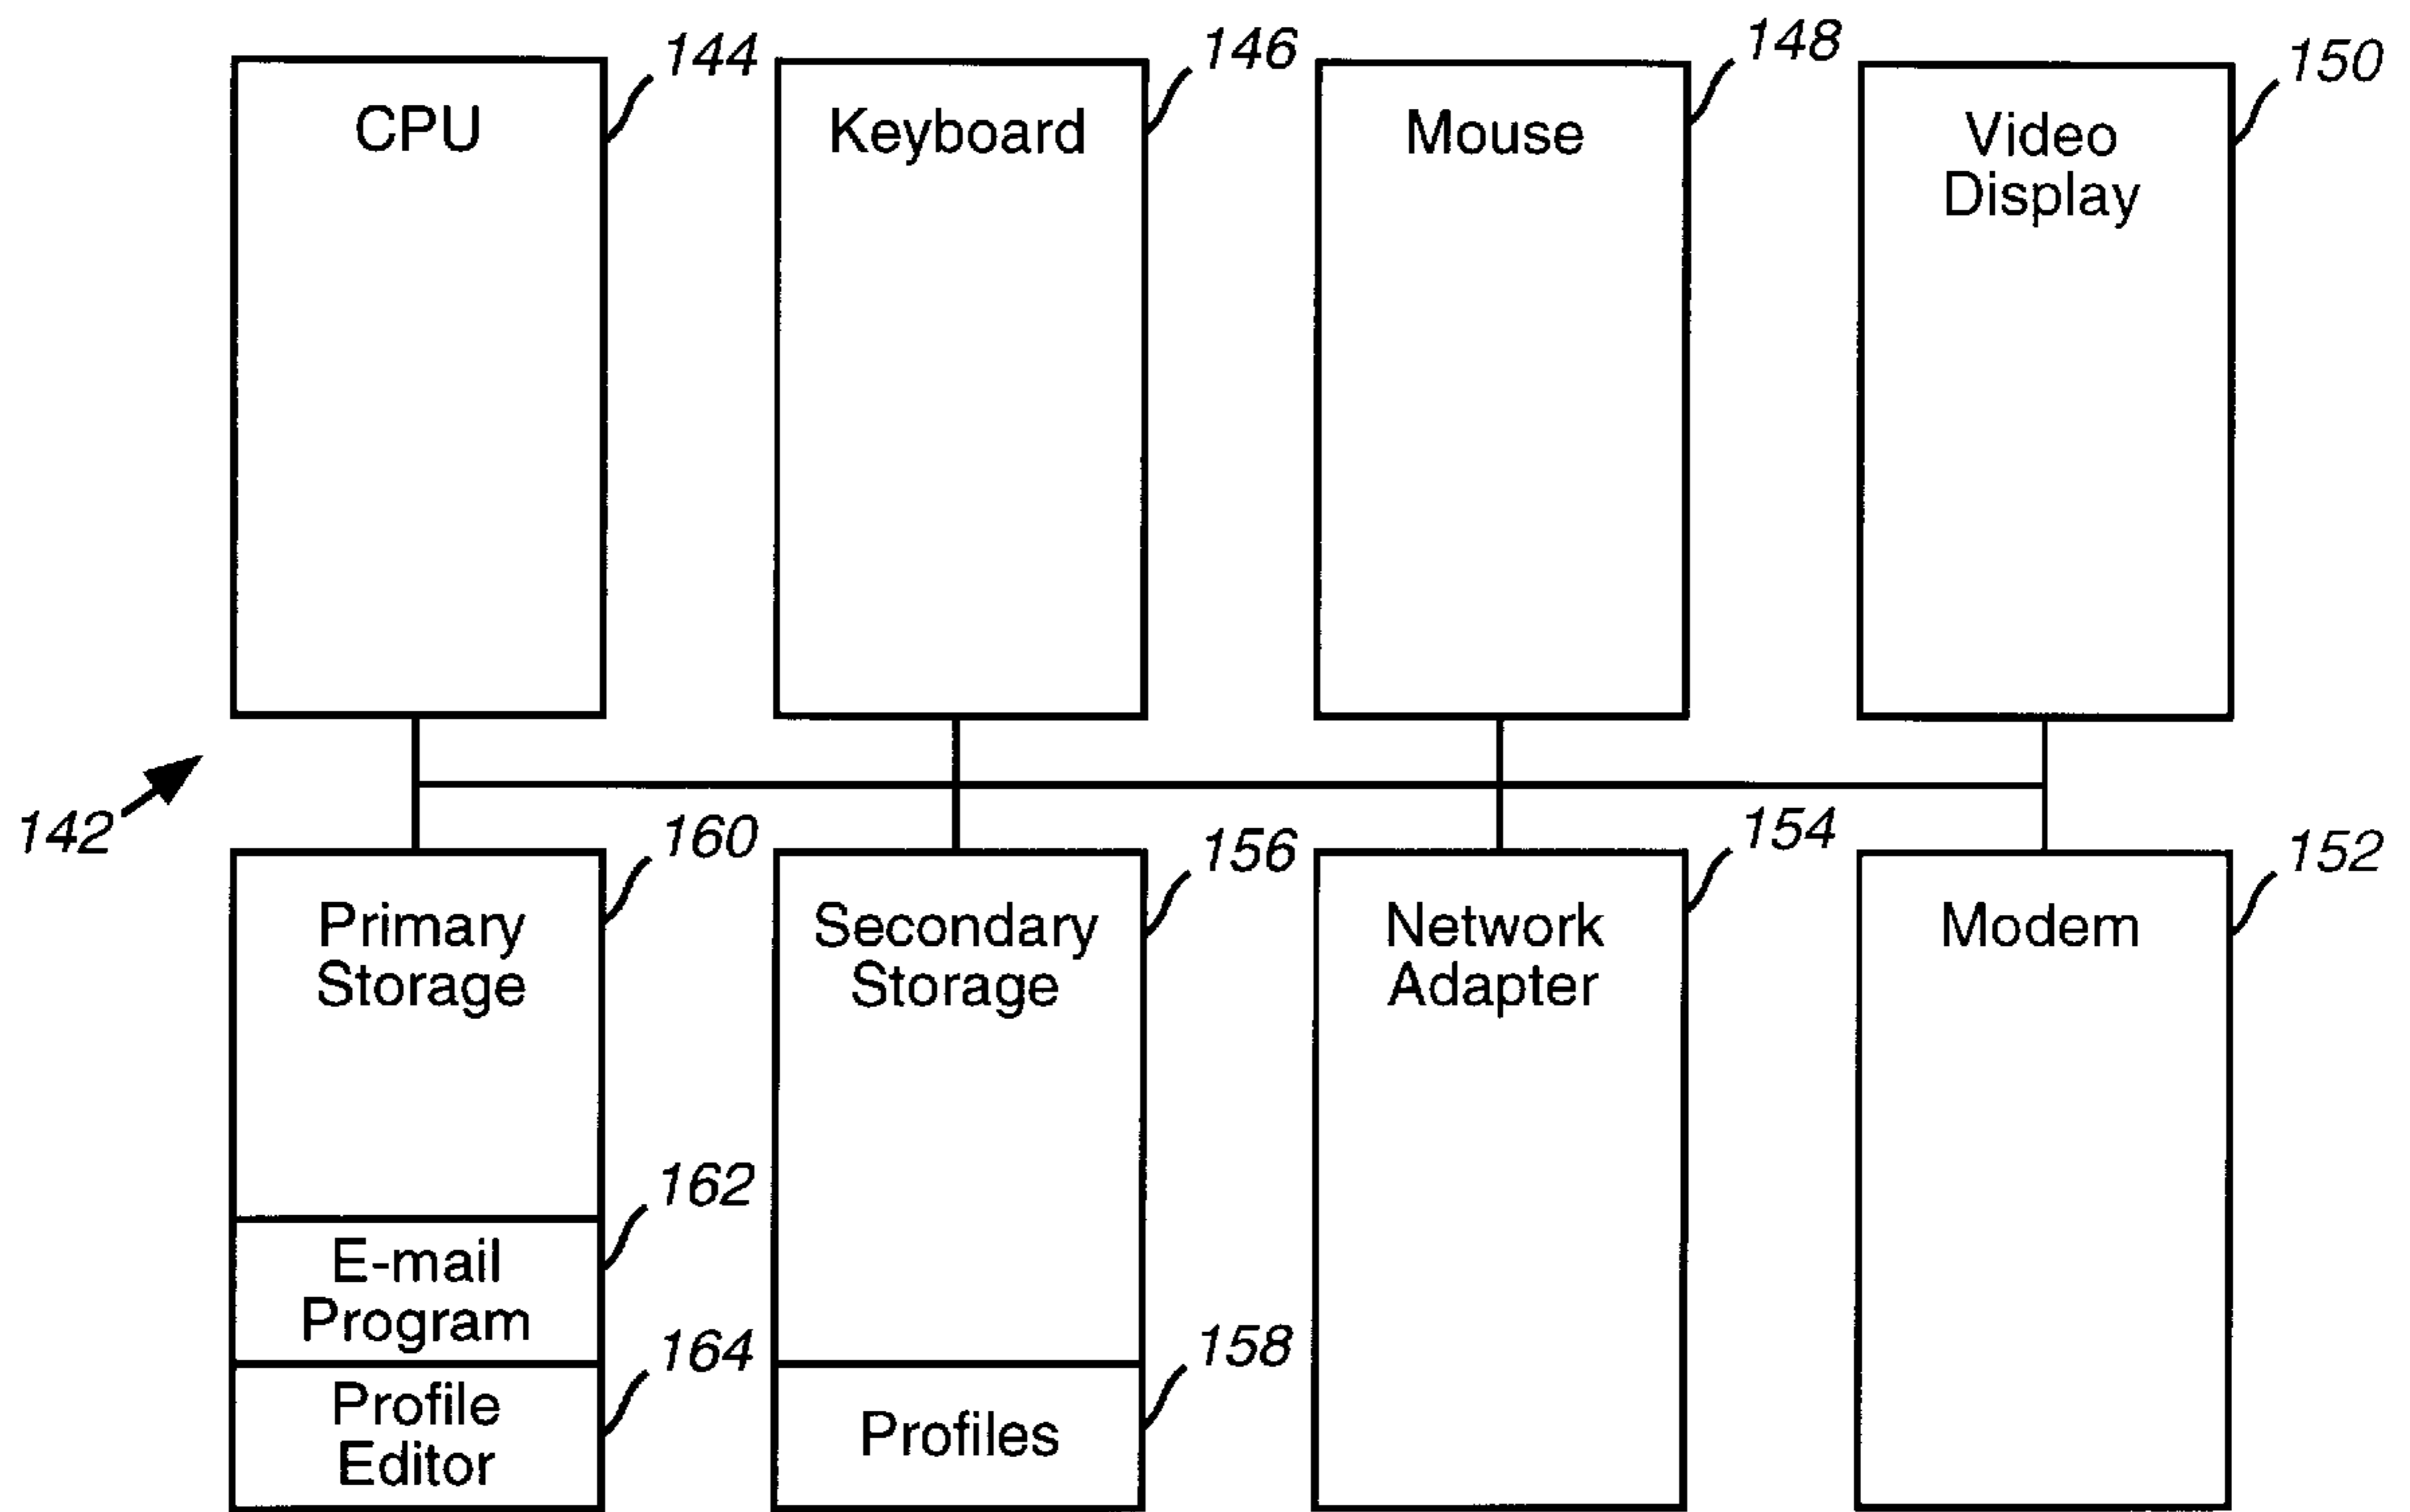 144
CPU
146
Keyboard
148
Mouse
150
Video
Display
142
160
Primary
Storage
162
E-mail
Program
164
Profile
Editor
156
Secondary
Storage
158
Profiles
154
Network
Adapter
152
Modem